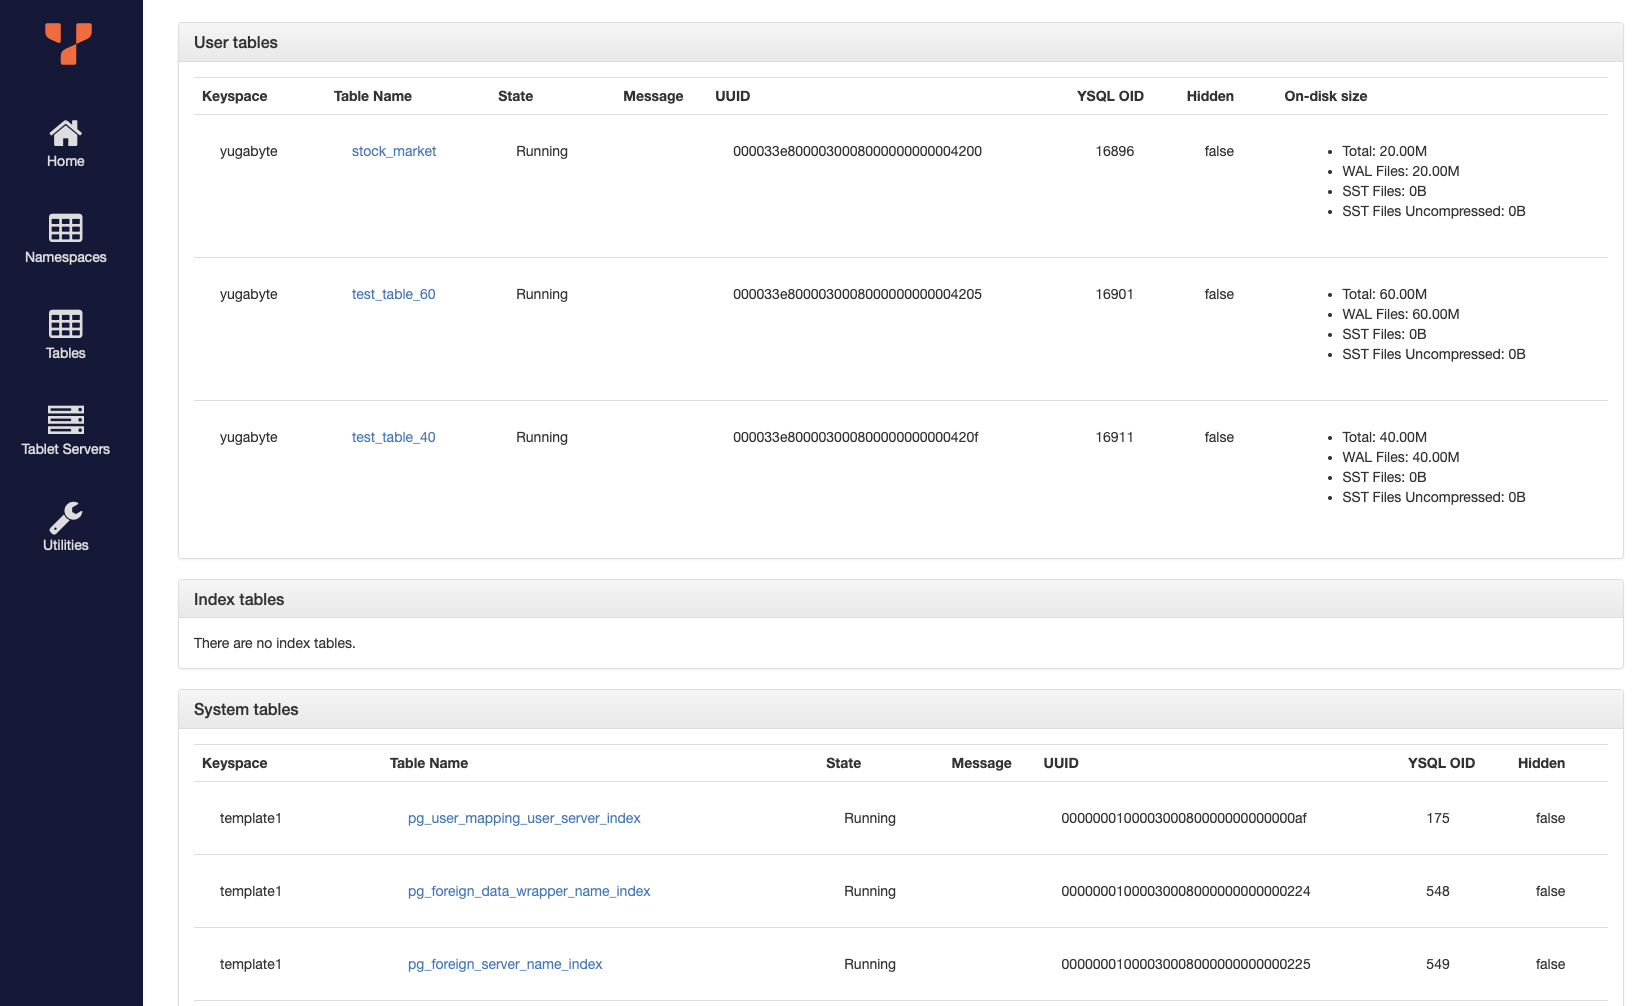 Home
Namespaces
Tables
Tablet Servers
Utilities
User tables
Keyspace Table Name State Message UUID YSQL OID Hidden On-disk size
yugabyte stock_market Running 000033e8000030008000000000004200 16896 false • Total: 20.00M
• WAL Files: 20.00M
• SST Files: 0B
• SST Files Uncompressed: 0B
yugabyte test_table_60 Running 000033e8000030008000000000004205 16901 false • Total: 60.00M
• WAL Files: 60.00M
• SST Files: 0B
• SST Files Uncompressed: 0B
yugabyte test_table_40 Running 000033e800003000800000000000420f 16911 false • Total: 40.00M
• WAL Files: 40.00M
• SST Files: 0B
• SST Files Uncompressed: 0B
Index tables
There are no index tables.
System tables
Keyspace Table Name State Message UUID YSQL OID Hidden
template1 pg_user_mapping_user_server_index Running 000000010000300080000000000000af 175 false
template1 pg_foreign_data_wrapper_name_index Running 00000001000030008000000000000224 548 false
template1 pg_foreign_server_name_index Running 00000001000030008000000000000225 549 false